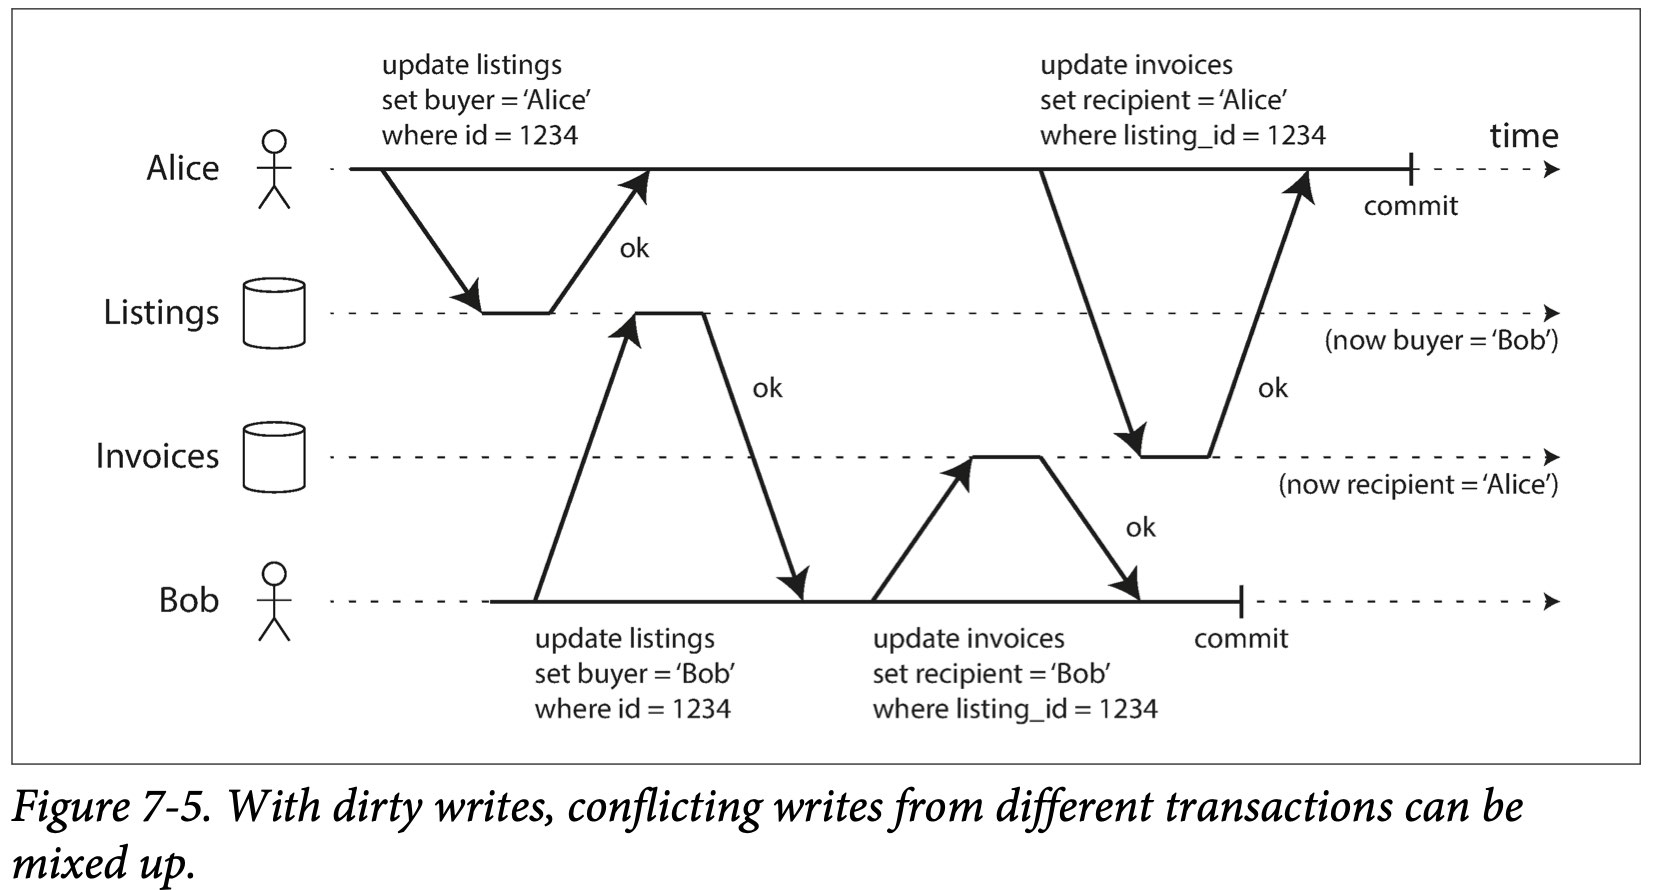 update listings
set buyer = ‘Alice’
where id = 1234
update invoices
set recipient = ‘Alice’
where listing_id = 1234
time
Alice
commit
ok
Listings
(now buyer = ‘Bob’)
ok
ok
Invoices
(now recipient = ‘Alice’)
ok
Bob
update listings
set buyer = ‘Bob’
where id = 1234
update invoices
set recipient = ‘Bob’
where listing_id = 1234
commit
Figure 7-5. With dirty writes, conflicting writes from different transactions can be
mixed up.